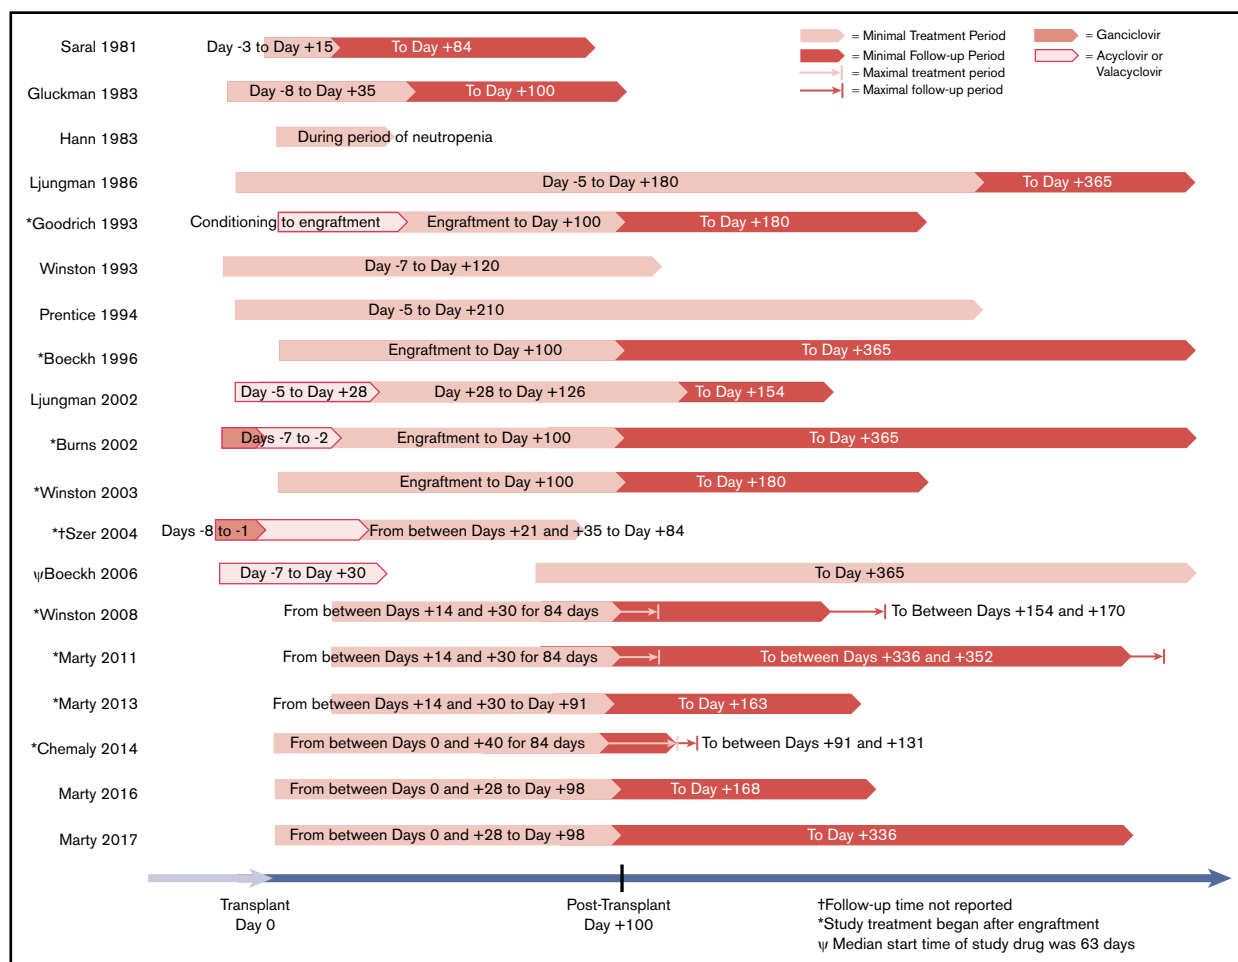 Saral 1981
Day -3 to Day +15
To Day +84
= Minimal Treatment Period
= Minimal Follow-up Period
= Maximal treatment period
= Maximal follow-up period
= Ganciclovir
= Acyclovir or
Valacyclovir
Gluckman 1983
Day -8 to Day +35
To Day +100
Hann 1983
During period of neutropenia
Ljungman 1986
Day -5 to Day +180
To Day +365
*Goodrich 1993
Conditioning to engraftment
Engraftment to Day +100
To Day +180
Winston 1993
Day -7 to Day +120
Prentice 1994
Day -5 to Day +210
*Boeckh 1996
Engraftment to Day +100
To Day +365
Ljungman 2002
Day -5 to Day +28
Day +28 to Day +126
To Day +154
*Burns 2002
Days -7 to -2
Engraftment to Day +100
To Day +365
*Winston 2003
Engraftment to Day +100
To Day +180
*†Szer 2004
Days -8 to -1
From between Days +21 and +35 to Day +84
ψBoeckh 2006
Day -7 to Day +30
To Day +365
*Winston 2008
From between Days +14 and +30 for 84 days
To Between Days +154 and +170
*Marty 2011
From between Days +14 and +30 for 84 days
To between Days +336 and +352
*Marty 2013
From between Days +14 and +30 to Day +91
To Day +163
*Chemaly 2014
From between Days 0 and +40 for 84 days
To between Days +91 and +131
Marty 2016
From between Days 0 and +28 to Day +98
To Day +168
Marty 2017
From between Days 0 and +28 to Day +98
To Day +336
Transplant
Day 0
Post-Transplant
Day +100
†Follow-up time not reported
*Study treatment began after engraftment
ψ Median start time of study drug was 63 days